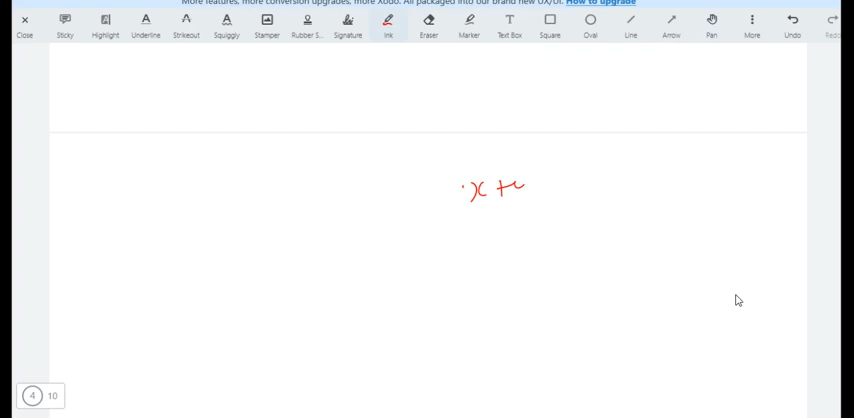 More features, more conversion upgrades, more Xodo. All packaged into our brand new UX/UI. How to upgrade
Close Sticky Highlight Underline Strikeout Squiggly Stamper Rubber S... Signature Ink Eraser Marker Text Box Square Oval Line Arrow Pan More Undo Redo
x +
4 10